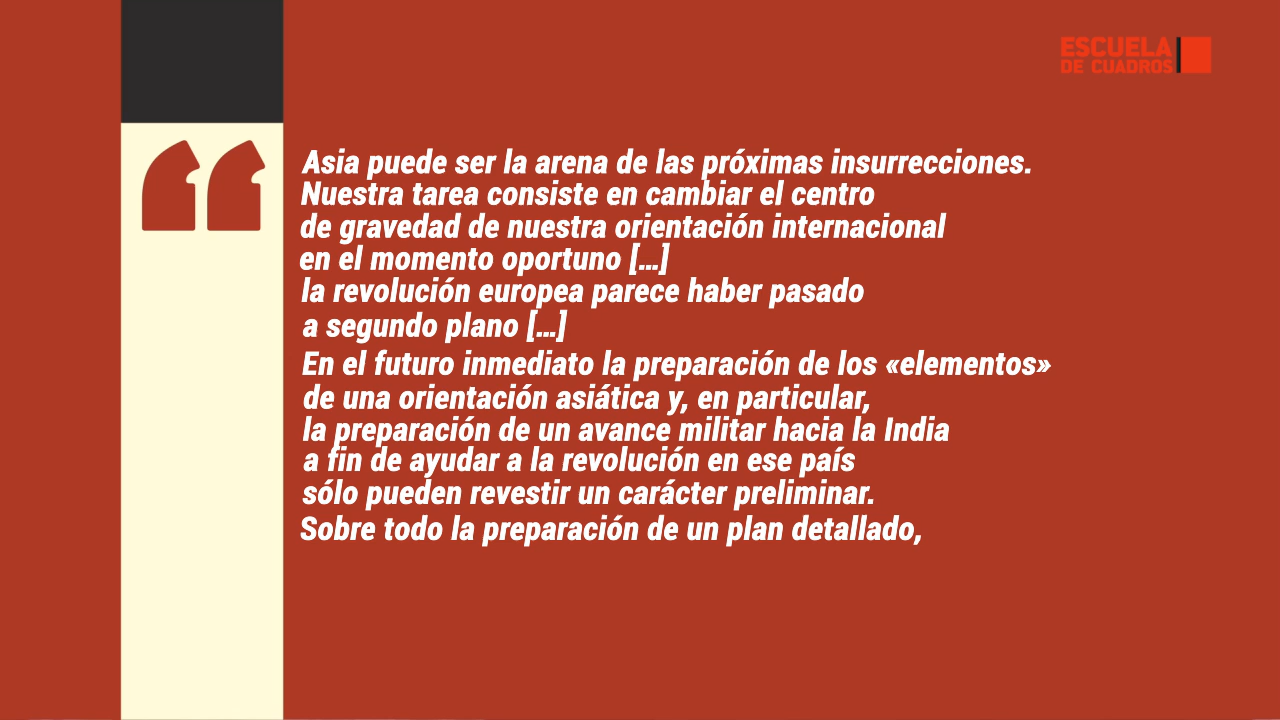 ESCUELA
DE CUADROS
Asia puede ser la arena de las próximas insurrecciones.
Nuestra tarea consiste en cambiar el centro
de gravedad de nuestra orientación internacional
en el momento oportuno [...]
la revolución europea parece haber pasado
a segundo plano [...]
En el futuro inmediato la preparación de los «elementos»
de una orientación asiática y, en particular,
la preparación de un avance militar hacia la India
a fin de ayudar a la revolución en ese país
sólo pueden revestir un carácter preliminar.
Sobre todo la preparación de un plan detallado,